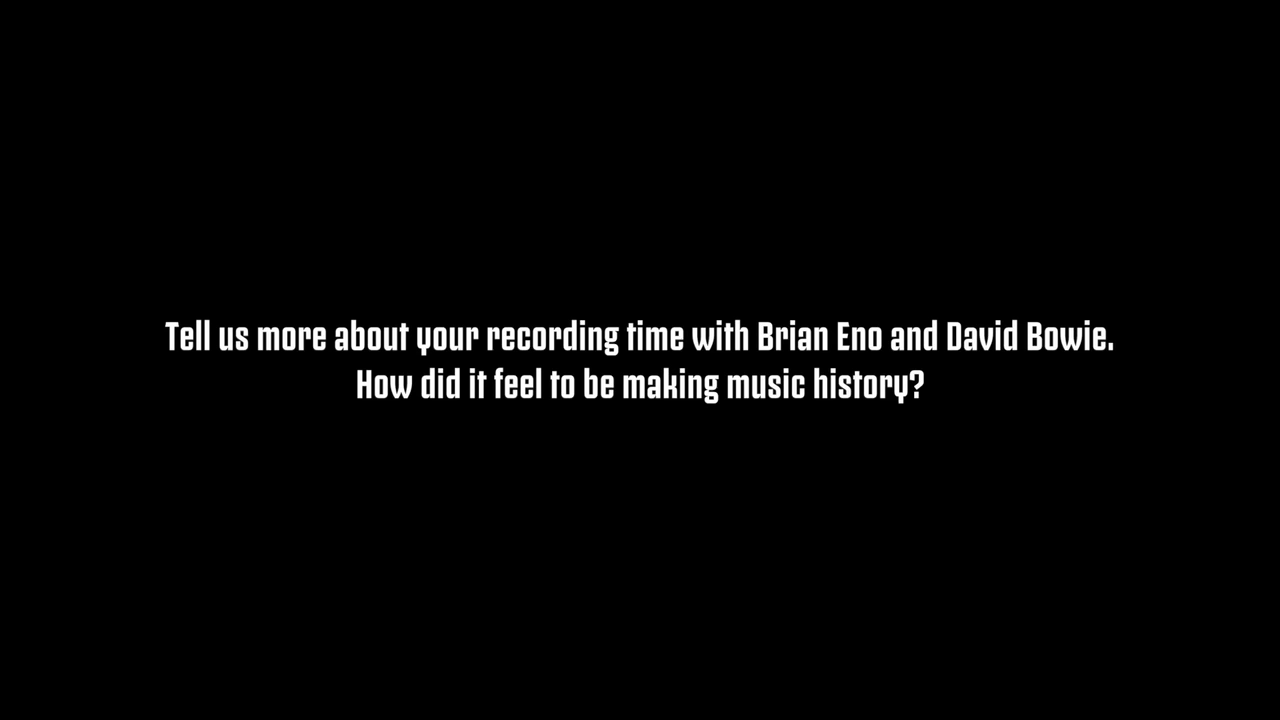 Tell us more about your recording time with Brian Eno and David Bowie.
How did it feel to be making music history?